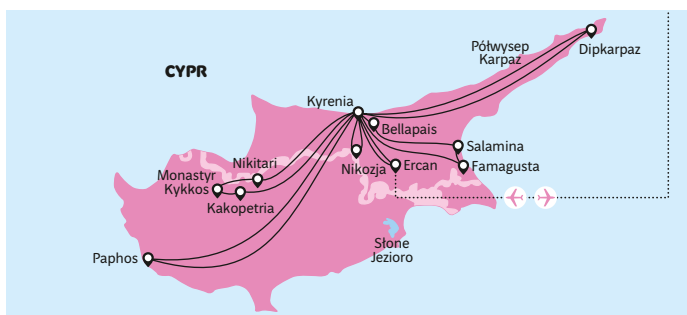 CYPR
Półwysep
Karpaz
Dipkarpaz
Kyrenia
Bellapais
Salamina
Nikitari
Nikozja
Ercan
Famagusta
Monastyr
Kykkos
Kakopetria
Słone
Jezioro
Paphos